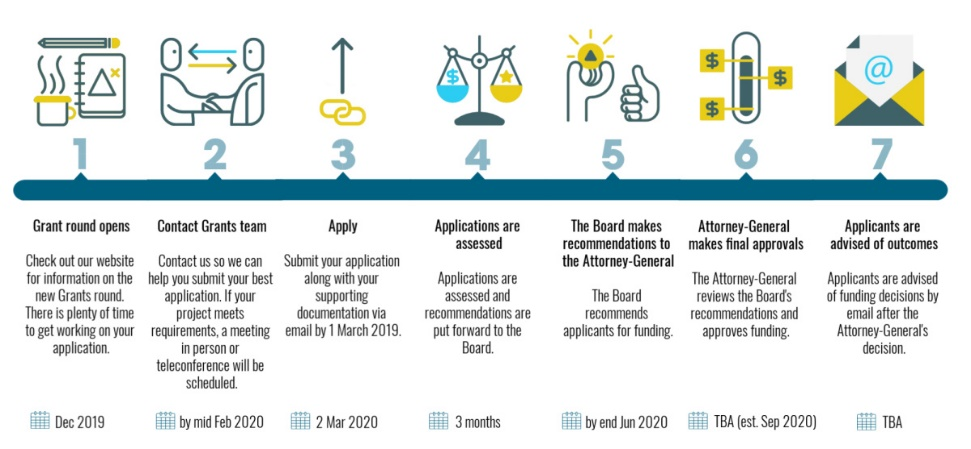 $
$
@
$
$
1
2
3
4
5
6
7
Grant round opens
Check out our website
for information on the
new Grants round.
There is plenty of time
to get working on your
application.
Dec 2019
Contact Grants team
Contact us so we can
help you submit your best
application. If your
project meets
requirements, a meeting
in person or
teleconference will be
scheduled.
by mid Feb 2020
Apply
Submit your application
along with your
supporting
documentation via
email by 1 March 2019.
2 Mar 2020
Applications are
assessed
Applications are
assessed and
recommendations are
put forward to the
Board.
3 months
The Board makes
recommendations to
the Attorney-General
The Board
recommends
applicants for funding.
by end Jun 2020
Attorney-General
makes final approvals
The Attorney-General
reviews the Board's
recommendations and
approves funding.
TBA (est. Sep 2020)
Applicants are
advised of outcomes
Applicants are advised
of funding decisions by
email after the
Attorney-General's
decision.
TBA